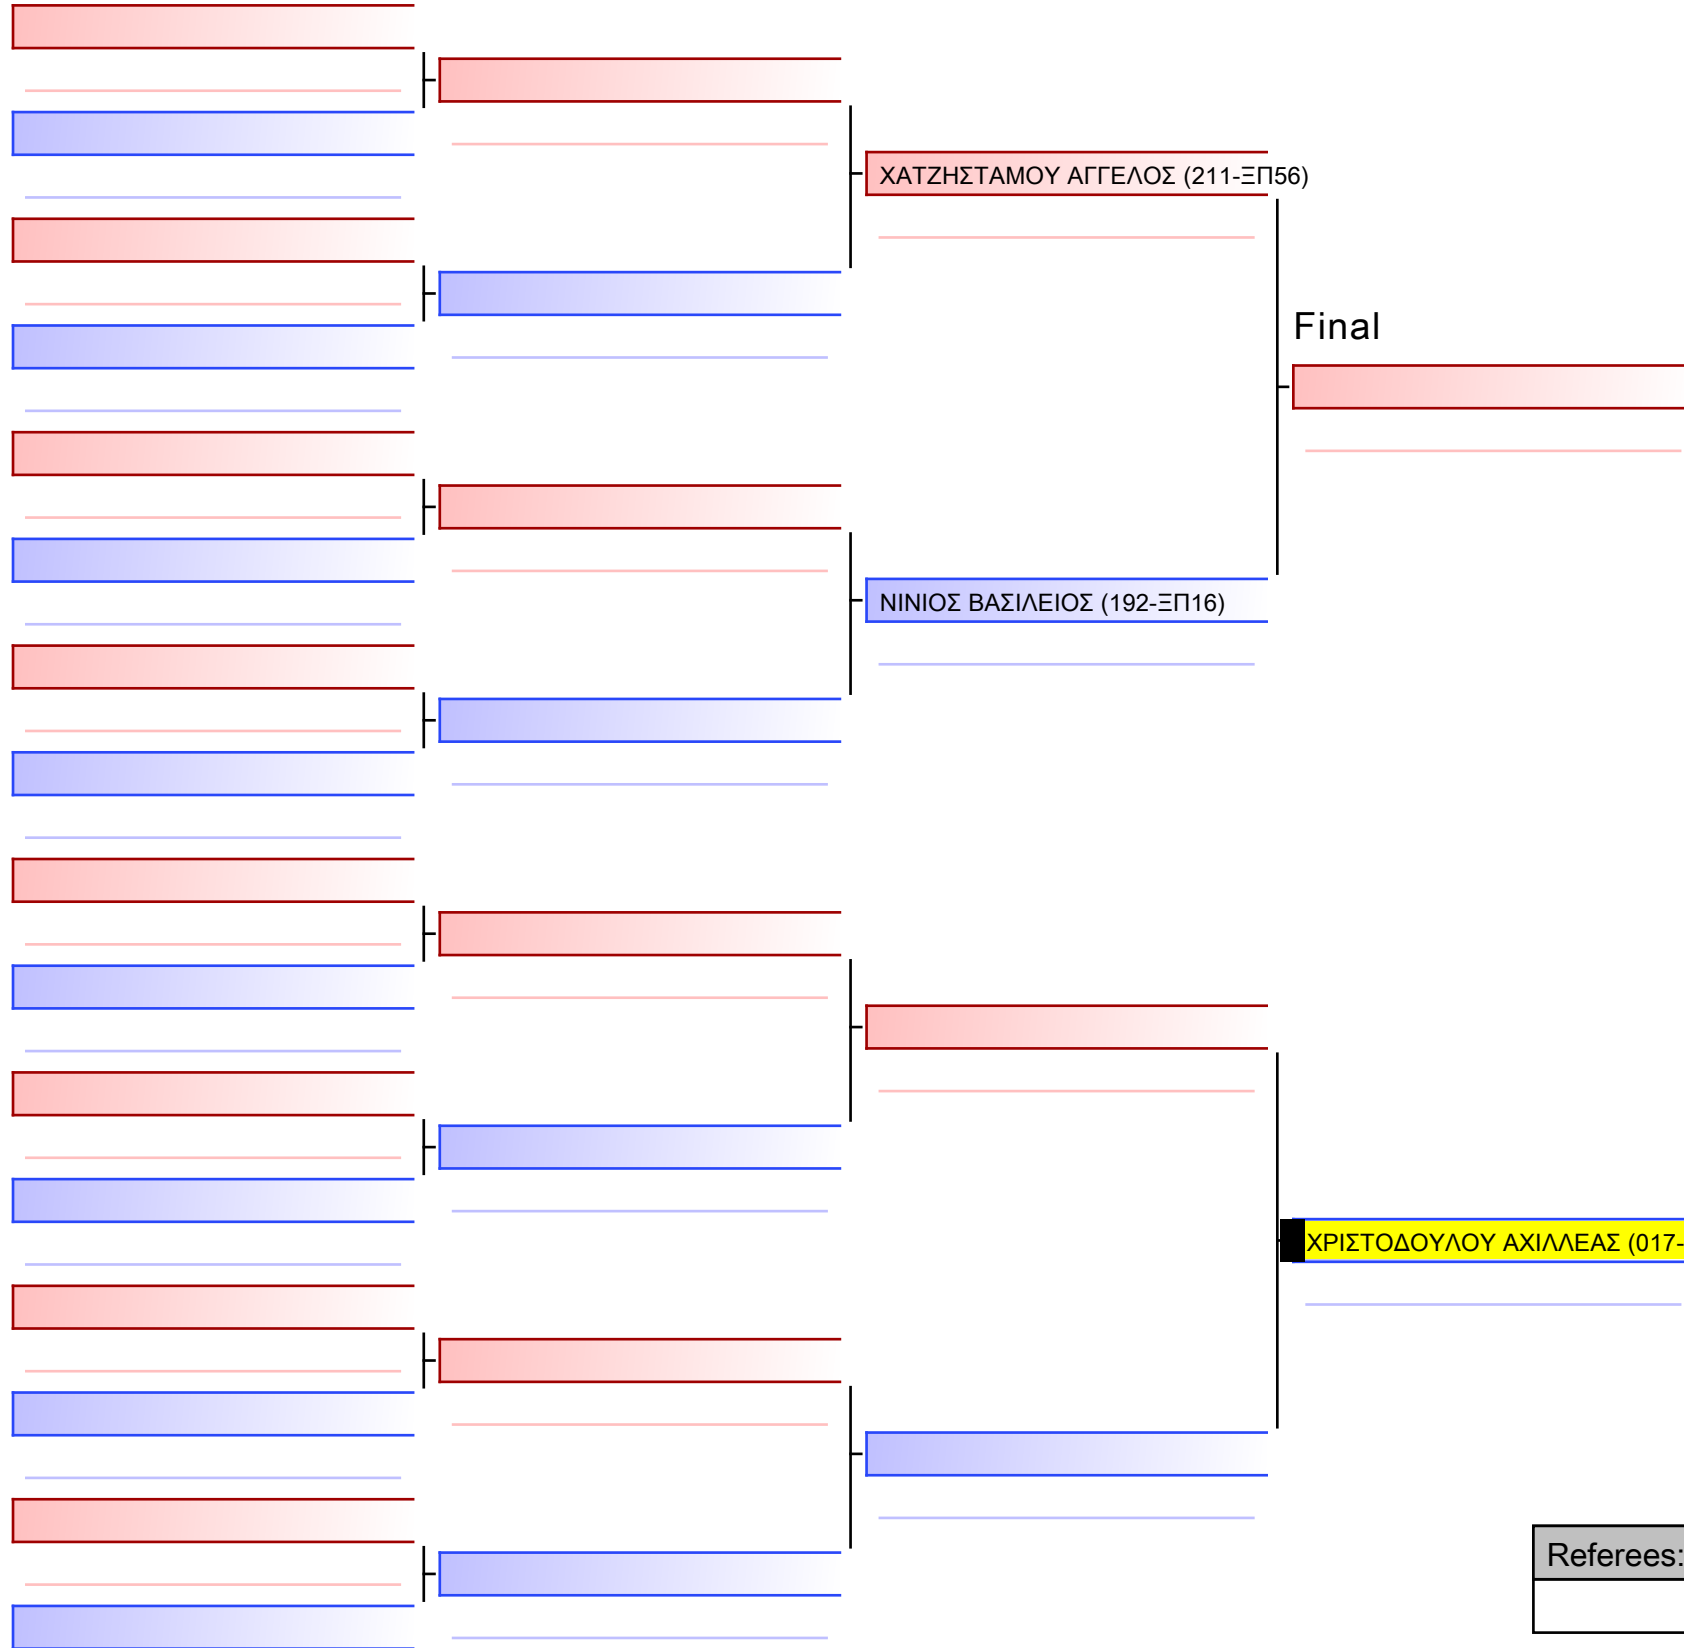 ΧΑΤΖΗΣΤΑΜΟΥ ΑΓΓΕΛΟΣ (211-ΞΠ56)
Final
ΝΙΝΙΟΣ ΒΑΣΙΛΕΙΟΣ (192-ΞΠ16)
ΧΡΙΣΤΟΔΟΥΛΟΥ ΑΧΙΛΛΕΑΣ (017-
Referees: